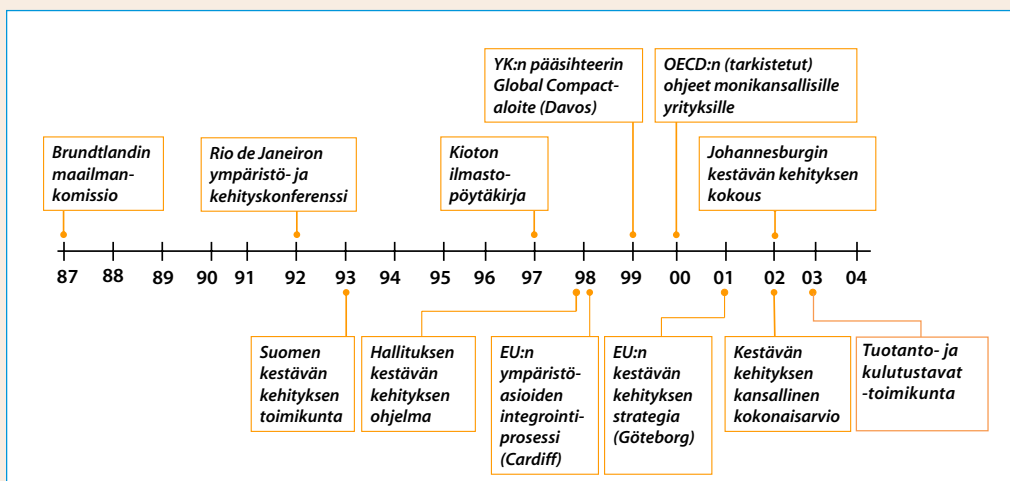 YK:n pääsihteerin
Global Compact-
aloite (Davos)
OECD:n (tarkistetut)
ohjeet monikansallisille
yrityksille
Brundtlandin
maailman-
komissio
Rio de Janeiron
ympäristö- ja
kehityskonferenssi
Kioton
ilmasto-
pöytäkirja
Johannesburgin
kestävän kehityksen
kokous
87 88 89 90 91 92 93 94 95 96 97 98 99 00 01 02 03 04
Suomen
kestävän
kehityksen
toimikunta
Hallituksen
kestävän
kehityksen
ohjelma
EU:n
ympäristö-
asioiden
integrointi-
prosessi
(Cardiff)
EU:n
kestävän
kehityksen
strategia
(Göteborg)
Kestävän
kehityksen
kansallinen
kokonaisarvio
Tuotanto- ja
kulutustavat
-toimikunta